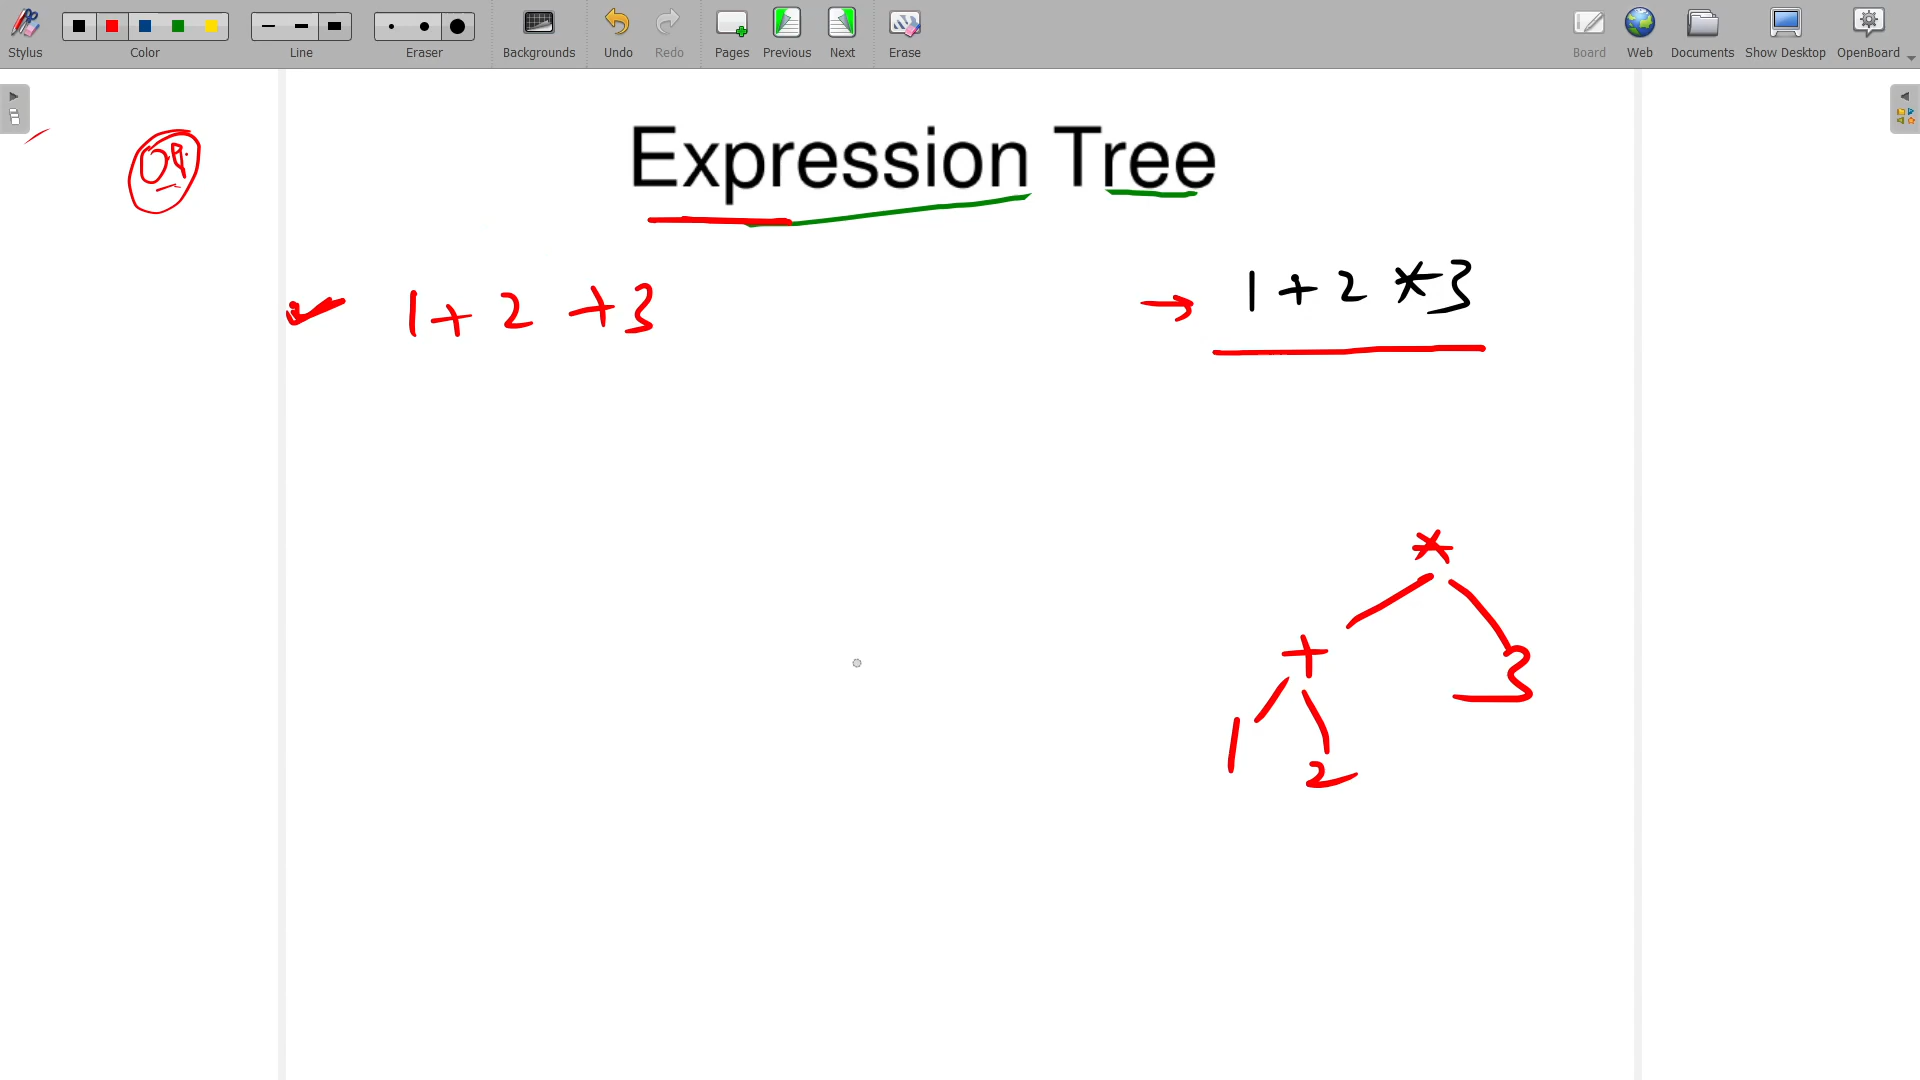 Stylus Color Line Eraser Backgrounds Undo Redo Pages Previous Next Erase Board Web Documents Show Desktop OpenBoard
Expression Tree
1 + 2 + 3
1 + 2 * 3
*
+ 3
1 2